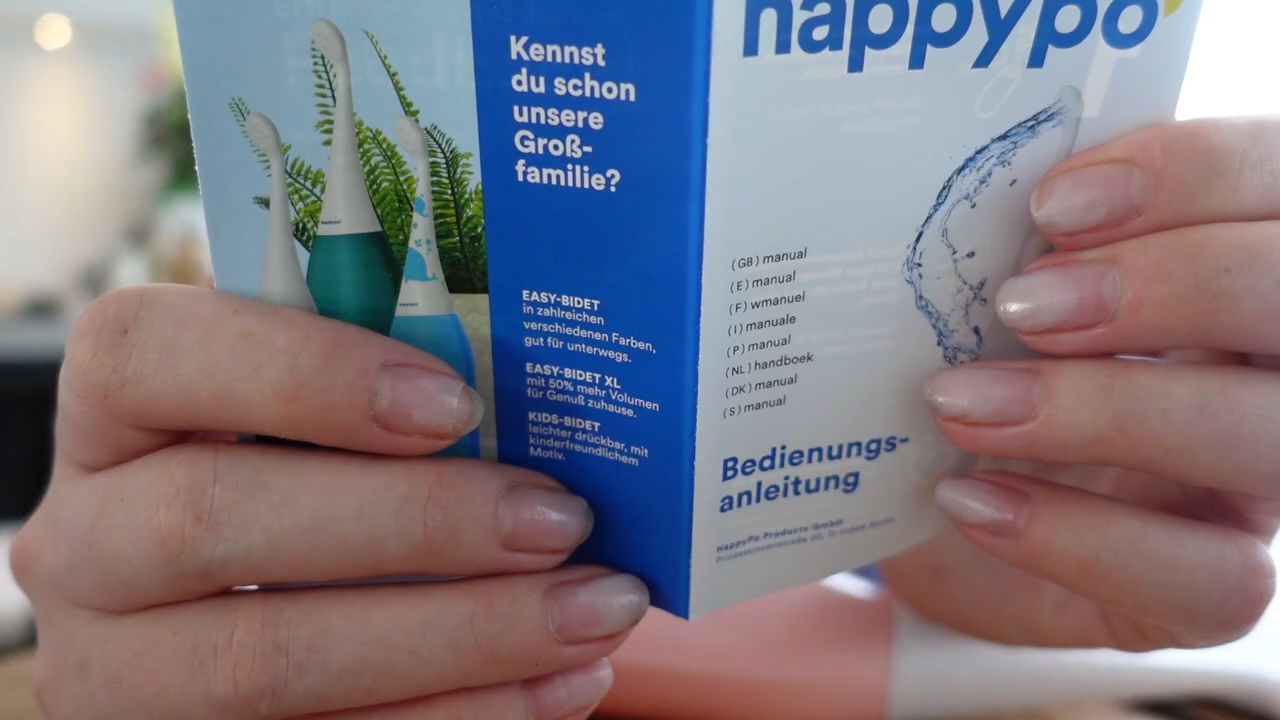 Kennst
du schon
unsere
Groß-
familie?
EASY-BIDET
in zahlreichen
verschiedenen Farben,
gut für unterwegs.
EASY-BIDET XL
mit 50% mehr Volumen
für Genuß zuhause.
KIDS-BIDET
leichter drückbar, mit
kinderfreundlichem
Motiv.
happypo
(GB) manual
(E) manual
(F) wmanuel
(I) manuale
(P) manual
(NL) handboek
(DK) manual
(S) manual
Bedienungs-
anleitung
HappyPo Products GmbH